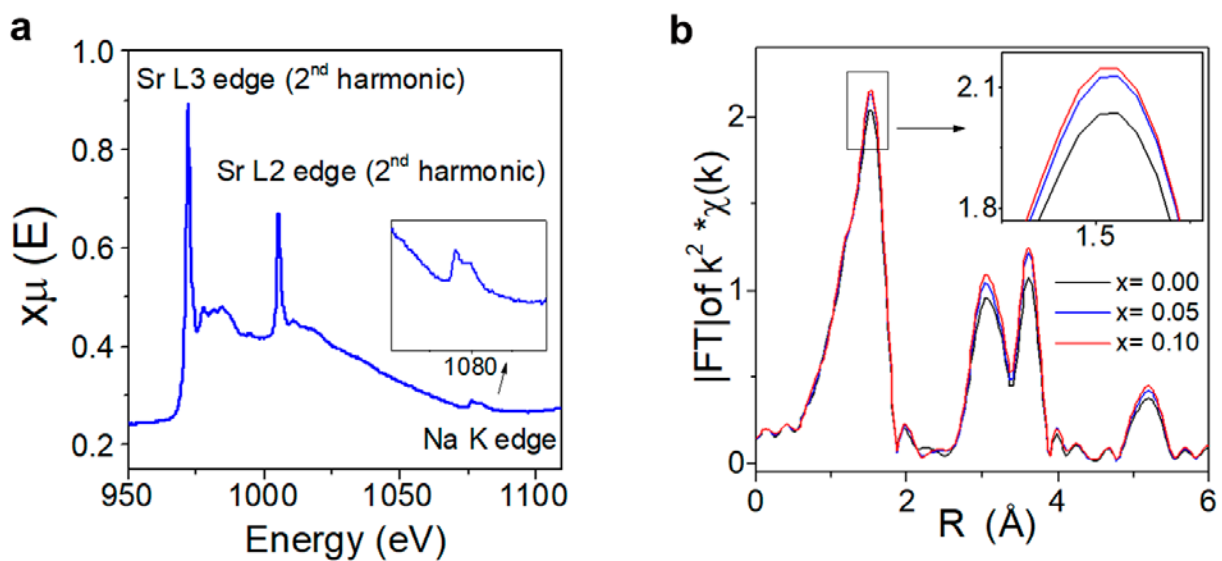 a
Sr L3 edge (2nd harmonic)
Sr L2 edge (2nd harmonic)
1080
Na K edge
xμ (E)
1.0
0.8
0.6
0.4
0.2
950
1000
1050
1100
Energy (eV)
b
|FT|of k² *χ(k)
2
1
0
2.1
1.8
1.5
x= 0.00
x= 0.05
x= 0.10
0
2
4
6
R (Å)